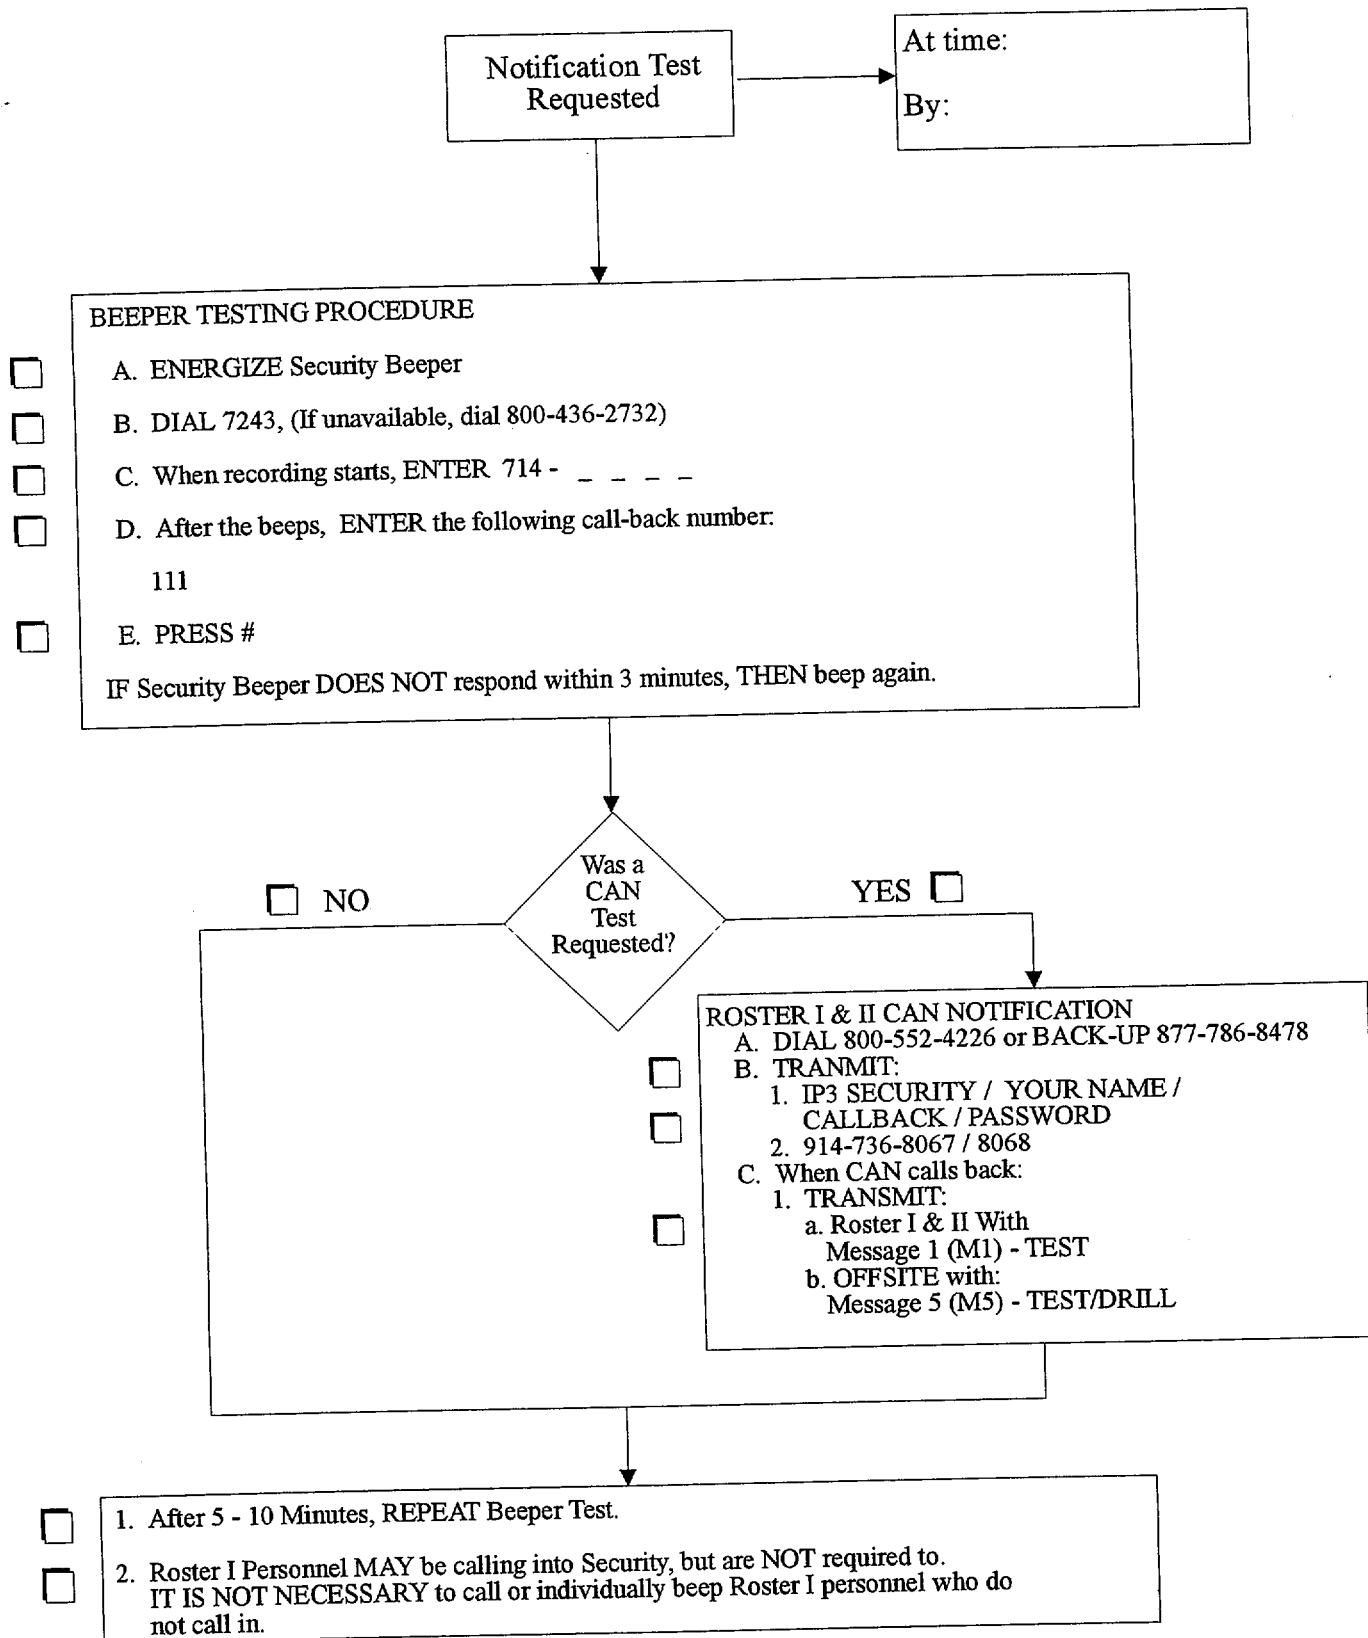 Notification Test
Requested
At time:
By:
BEEPER TESTING PROCEDURE
A. ENERGIZE Security Beeper
B. DIAL 7243, (If unavailable, dial 800-436-2732)
C. When recording starts, ENTER 714 - _ _ _ _
D. After the beeps, ENTER the following call-back number:
111
E. PRESS #
IF Security Beeper DOES NOT respond within 3 minutes, THEN beep again.
Was a
CAN
Test
Requested?
NO
YES
ROSTER I & II CAN NOTIFICATION
A. DIAL 800-552-4226 or BACK-UP 877-786-8478
B. TRANMIT:
1. IP3 SECURITY / YOUR NAME /
CALLBACK / PASSWORD
2. 914-736-8067 / 8068
C. When CAN calls back:
1. TRANSMIT:
a. Roster I & II With
Message 1 (M1) - TEST
b. OFFSITE with:
Message 5 (M5) - TEST/DRILL
1. After 5 - 10 Minutes, REPEAT Beeper Test.
2. Roster I Personnel MAY be calling into Security, but are NOT required to.
IT IS NOT NECESSARY to call or individually beep Roster I personnel who do
not call in.